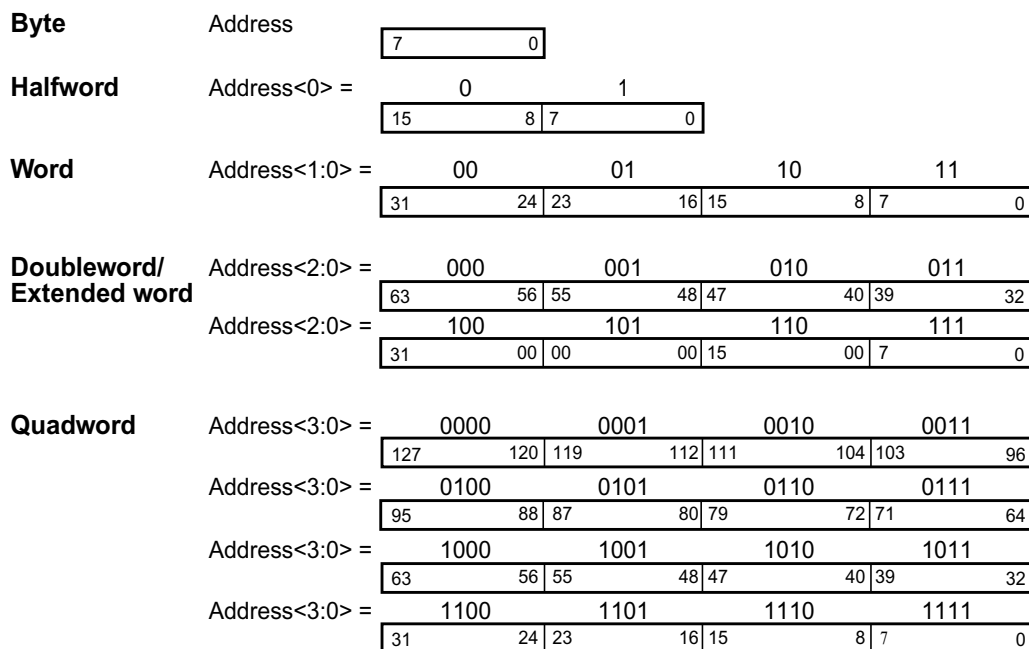 Byte Address
7 0
Halfword Address<0> = 0 1
15 8 7 0
Word Address<1:0> = 00 01 10 11
31 24 23 16 15 8 7 0
Doubleword/ Address<2:0> = 000 001 010 011
Extended word 63 56 55 48 47 40 39 32
Address<2:0> = 100 101 110 111
31 00 00 00 15 00 7 0
Quadword Address<3:0> = 0000 0001 0010 0011
127 120 119 112 111 104 103 96
Address<3:0> = 0100 0101 0110 0111
95 88 87 80 79 72 71 64
Address<3:0> = 1000 1001 1010 1011
63 56 55 48 47 40 39 32
Address<3:0> = 1100 1101 1110 1111
31 24 23 16 15 8 7 0